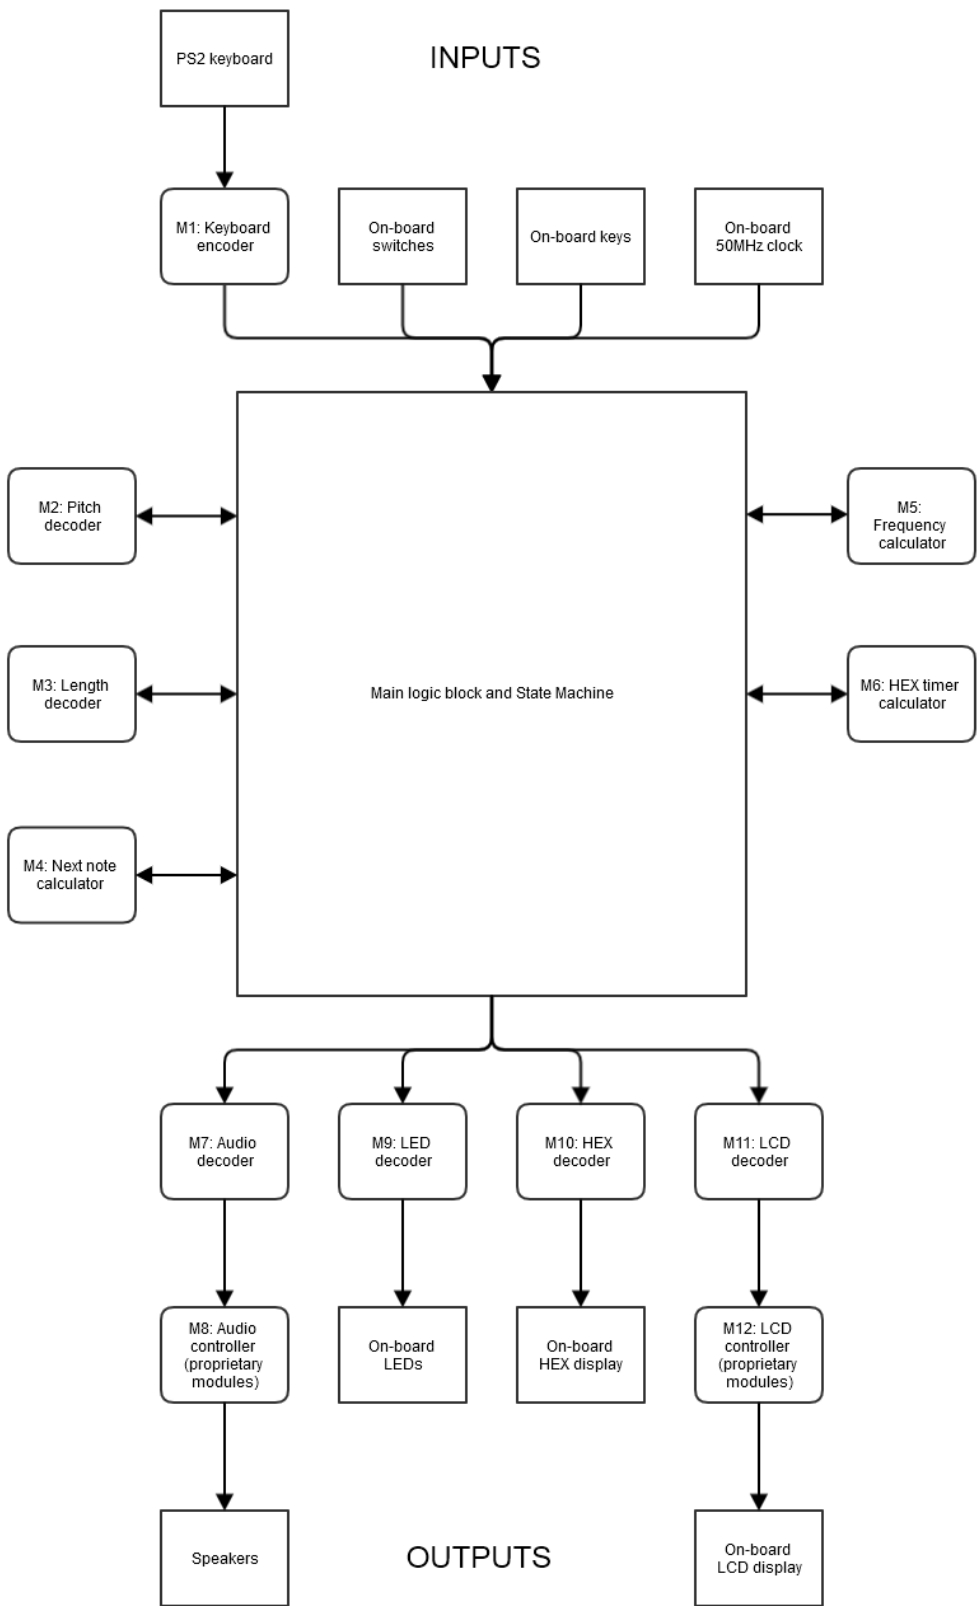 PS2 keyboard
INPUTS
M1: Keyboard
encoder
On-board
switches
On-board keys
On-board
50MHz clock
M2: Pitch
decoder
M5:
Frequency
calculator
M3: Length
decoder
Main logic block and State Machine
M6: HEX timer
calculator
M4: Next note
calculator
M7: Audio
decoder
M9: LED
decoder
M10: HEX
decoder
M11: LCD
decoder
M8: Audio
controller
(proprietary
modules)
On-board
LEDs
On-board
HEX display
M12: LCD
controller
(proprietary
modules)
Speakers
OUTPUTS
On-board
LCD display